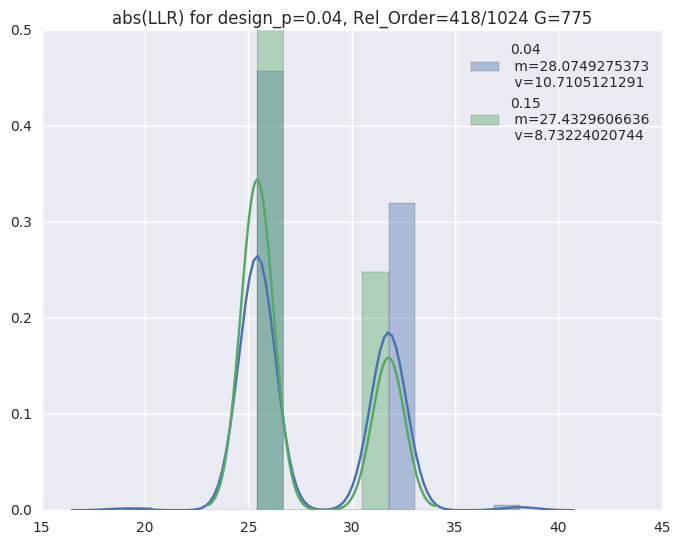 abs(LLR) for design_p=0.04, Rel_Order=418/1024 G=775
0.04
m=28.0749275373
v=10.7105121291
0.15
m=27.4329606636
v=8.73224020744
0.5
0.4
0.3
0.2
0.1
0.0
15 20 25 30 35 40 45